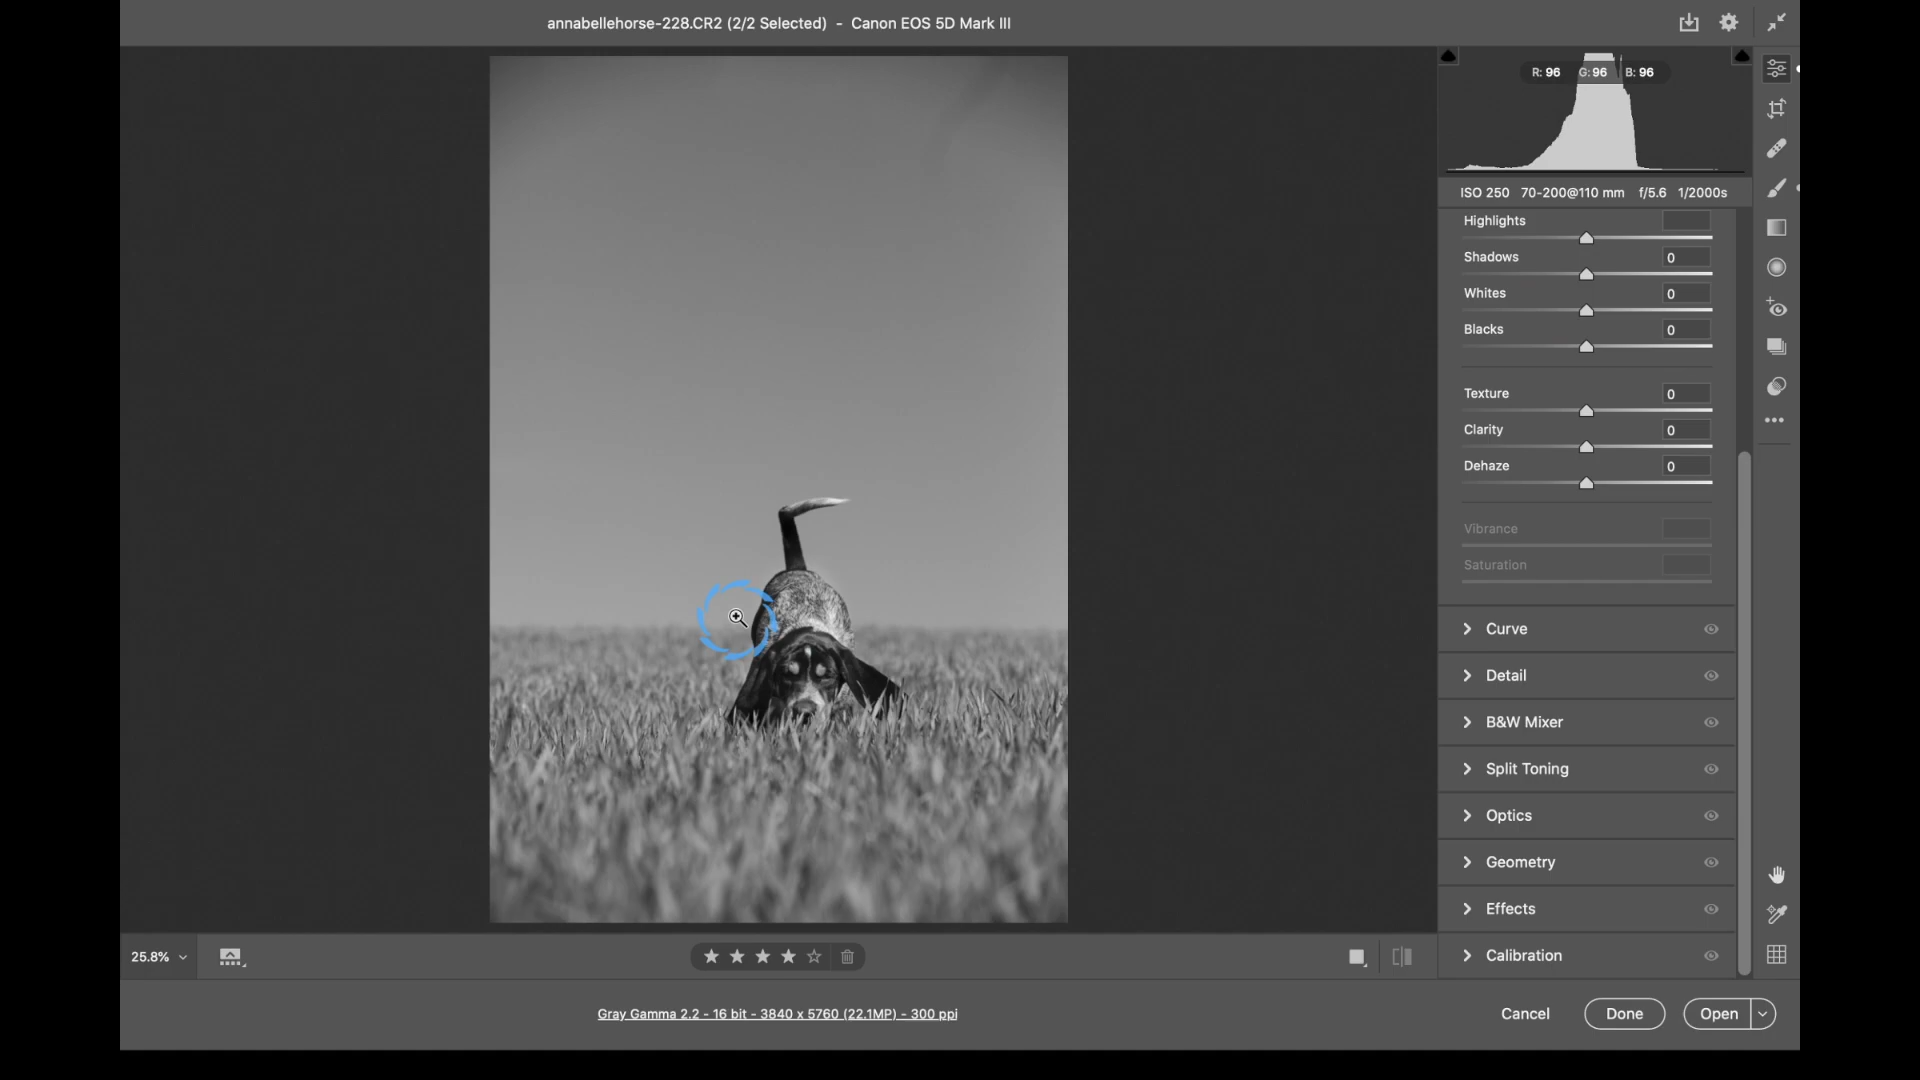 annabellehorse-228.CR2 (2/2 Selected) - Canon EOS 5D Mark III
R: 96 G: 96 B: 96
ISO 250 70-200@110 mm f/5.6 1/2000s
Highlights
Shadows 0
Whites 0
Blacks 0
Texture 0
Clarity 0
Dehaze 0
Vibrance
Saturation
Curve
Detail
B&W Mixer
Split Toning
Optics
Geometry
Effects
Calibration
25.8%
Gray Gamma 2.2 - 16 bit - 3840 x 5760 (22.1MP) - 300 ppi
Cancel Done Open